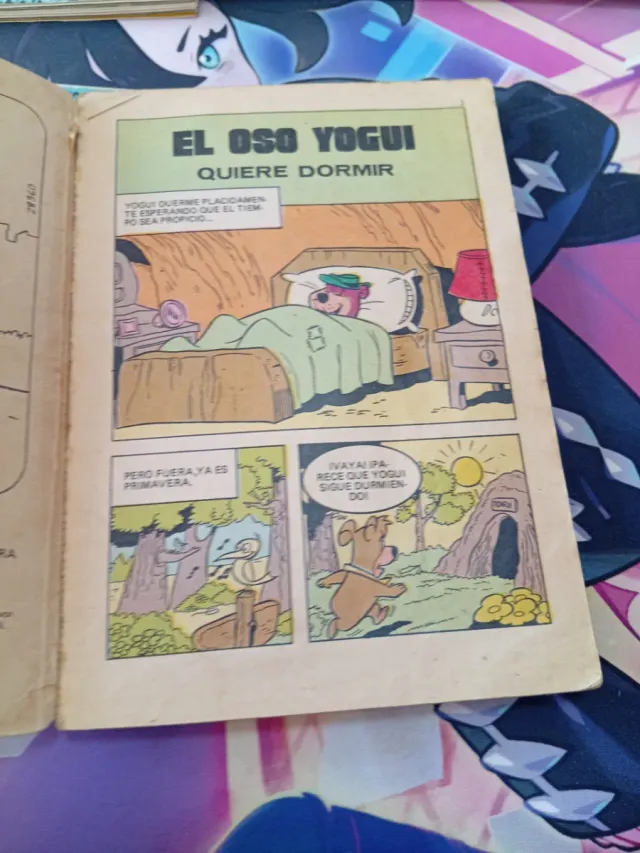 EL OSO YOGUI
QUIERE DORMIR
YOGUI DUERME PLACIDAMEN-
TE ESPERANDO QUE EL TIEM-
PO SEA PROPICIO...
PERO FUERA, YA ES
PRIMAVERA.
¡VAYA! ¡PA-
RECE QUE YOGUI
SIGUE DURMIEN-
DO!
YOGUI